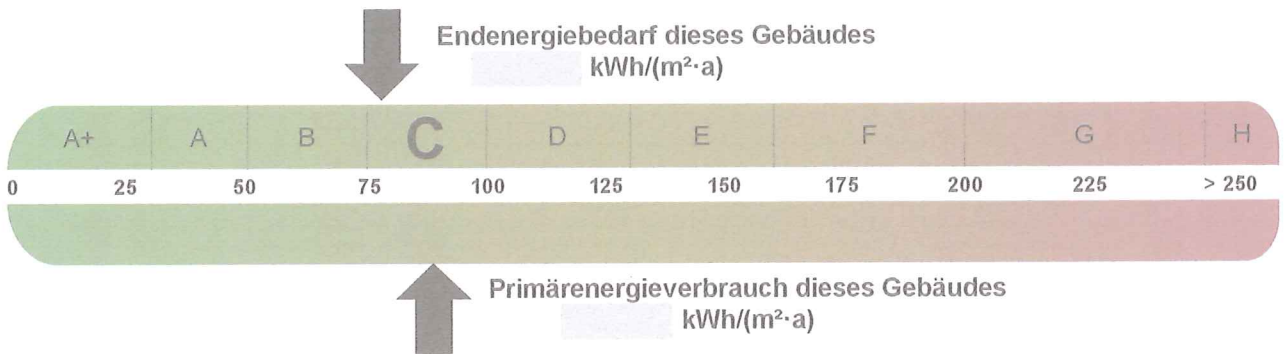 Endenergiebedarf dieses Gebäudes
kWh/(m²·a)
A+ A B C D E F G H
0 25 50 75 100 125 150 175 200 225 > 250
Primärenergieverbrauch dieses Gebäudes
kWh/(m²·a)